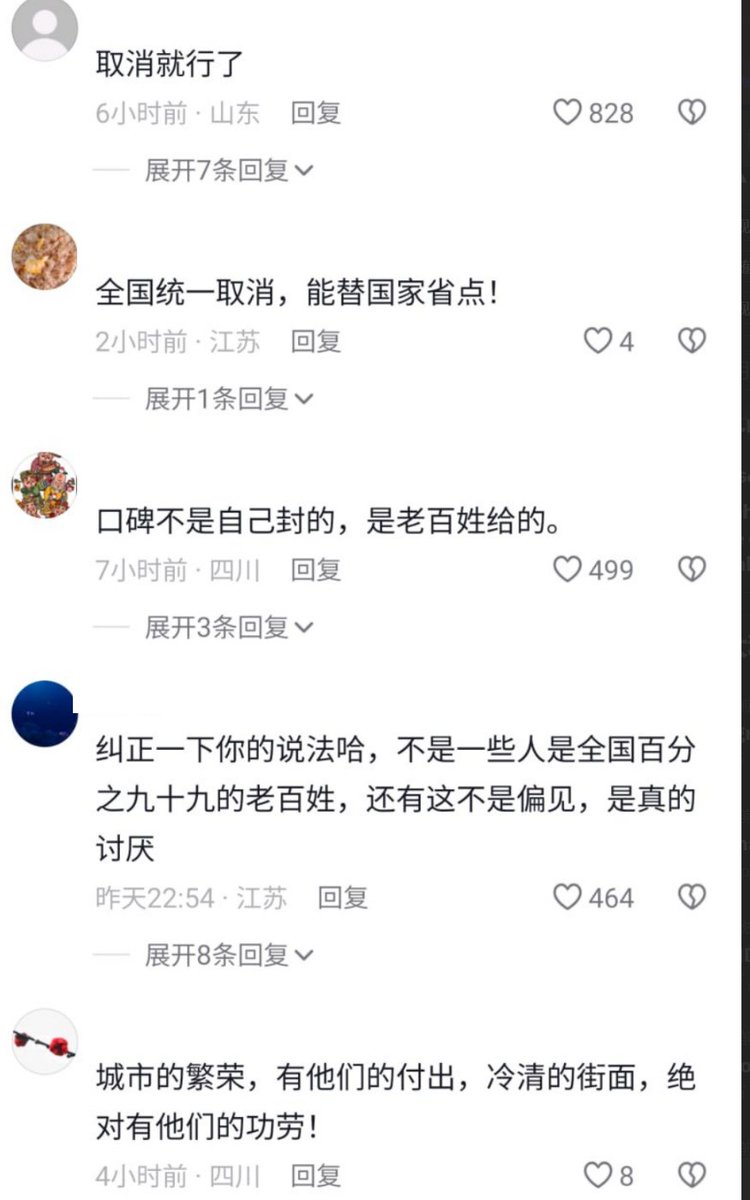 取消就行了
6小时前 · 山东 回复 828
展开7条回复
全国统一取消，能替国家省点！
2小时前 · 江苏 回复 4
展开1条回复
口碑不是自己封的，是老百姓给的。
7小时前 · 四川 回复 499
展开3条回复
纠正一下你的说法哈，不是一些人是全国百分
之九十九的老百姓，还有这不是偏见，是真的
讨厌
昨天22:54 · 江苏 回复 464
展开8条回复
城市的繁荣，有他们的付出，冷清的街面，绝
对有他们的功劳！
4小时前 · 四川 回复 8